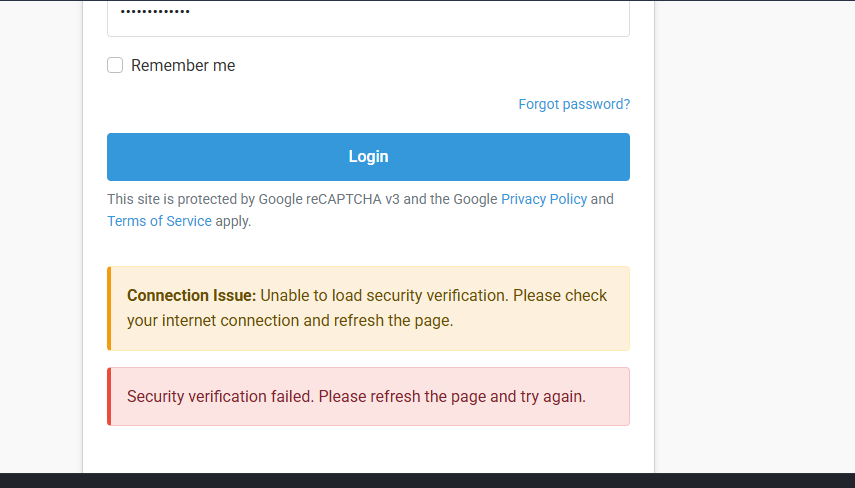 •••••••••••••
Remember me
Forgot password?
Login
This site is protected by Google reCAPTCHA v3 and the Google Privacy Policy and
Terms of Service apply.
Connection Issue: Unable to load security verification. Please check
your internet connection and refresh the page.
Security verification failed. Please refresh the page and try again.